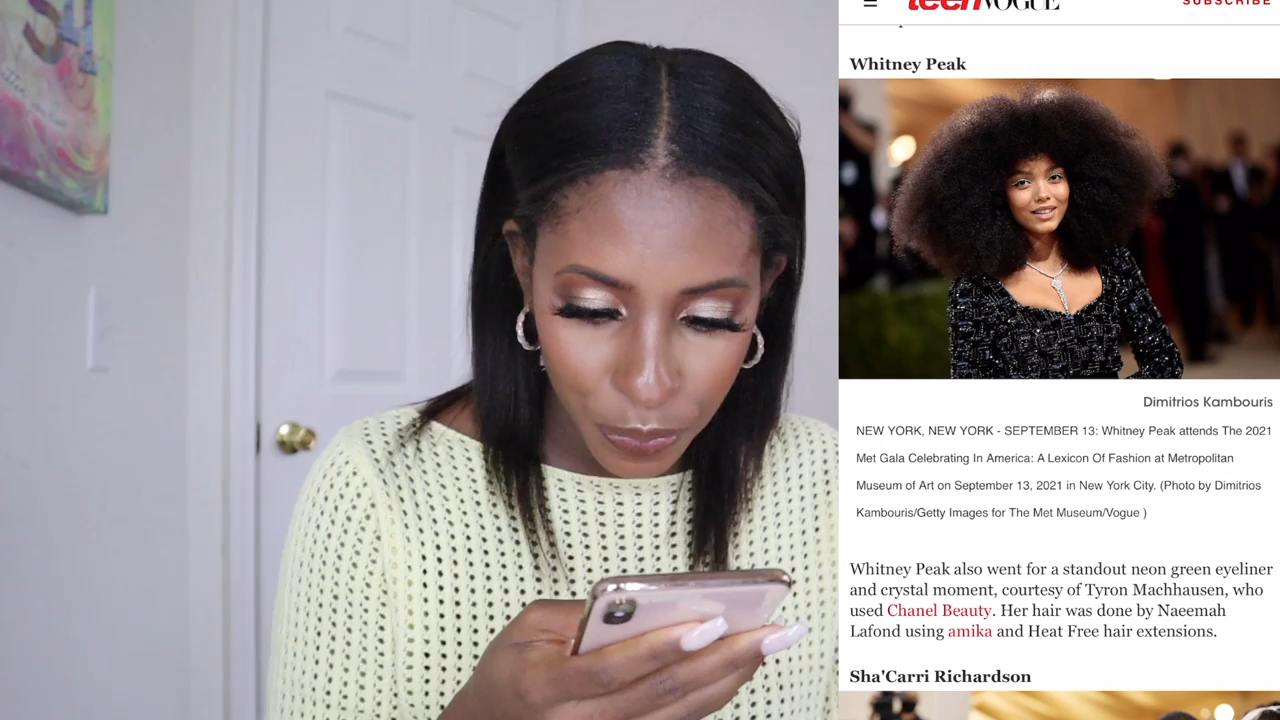 teenVOGUE
SUBSCRIBE
Whitney Peak
Dimitrios Kambouris
NEW YORK, NEW YORK - SEPTEMBER 13: Whitney Peak attends The 2021
Met Gala Celebrating In America: A Lexicon Of Fashion at Metropolitan
Museum of Art on September 13, 2021 in New York City. (Photo by Dimitrios
Kambouris/Getty Images for The Met Museum/Vogue )
Whitney Peak also went for a standout neon green eyeliner
and crystal moment, courtesy of Tyron Machhausen, who
used Chanel Beauty. Her hair was done by Naeemah
Lafond using amika and Heat Free hair extensions.
Sha'Carri Richardson